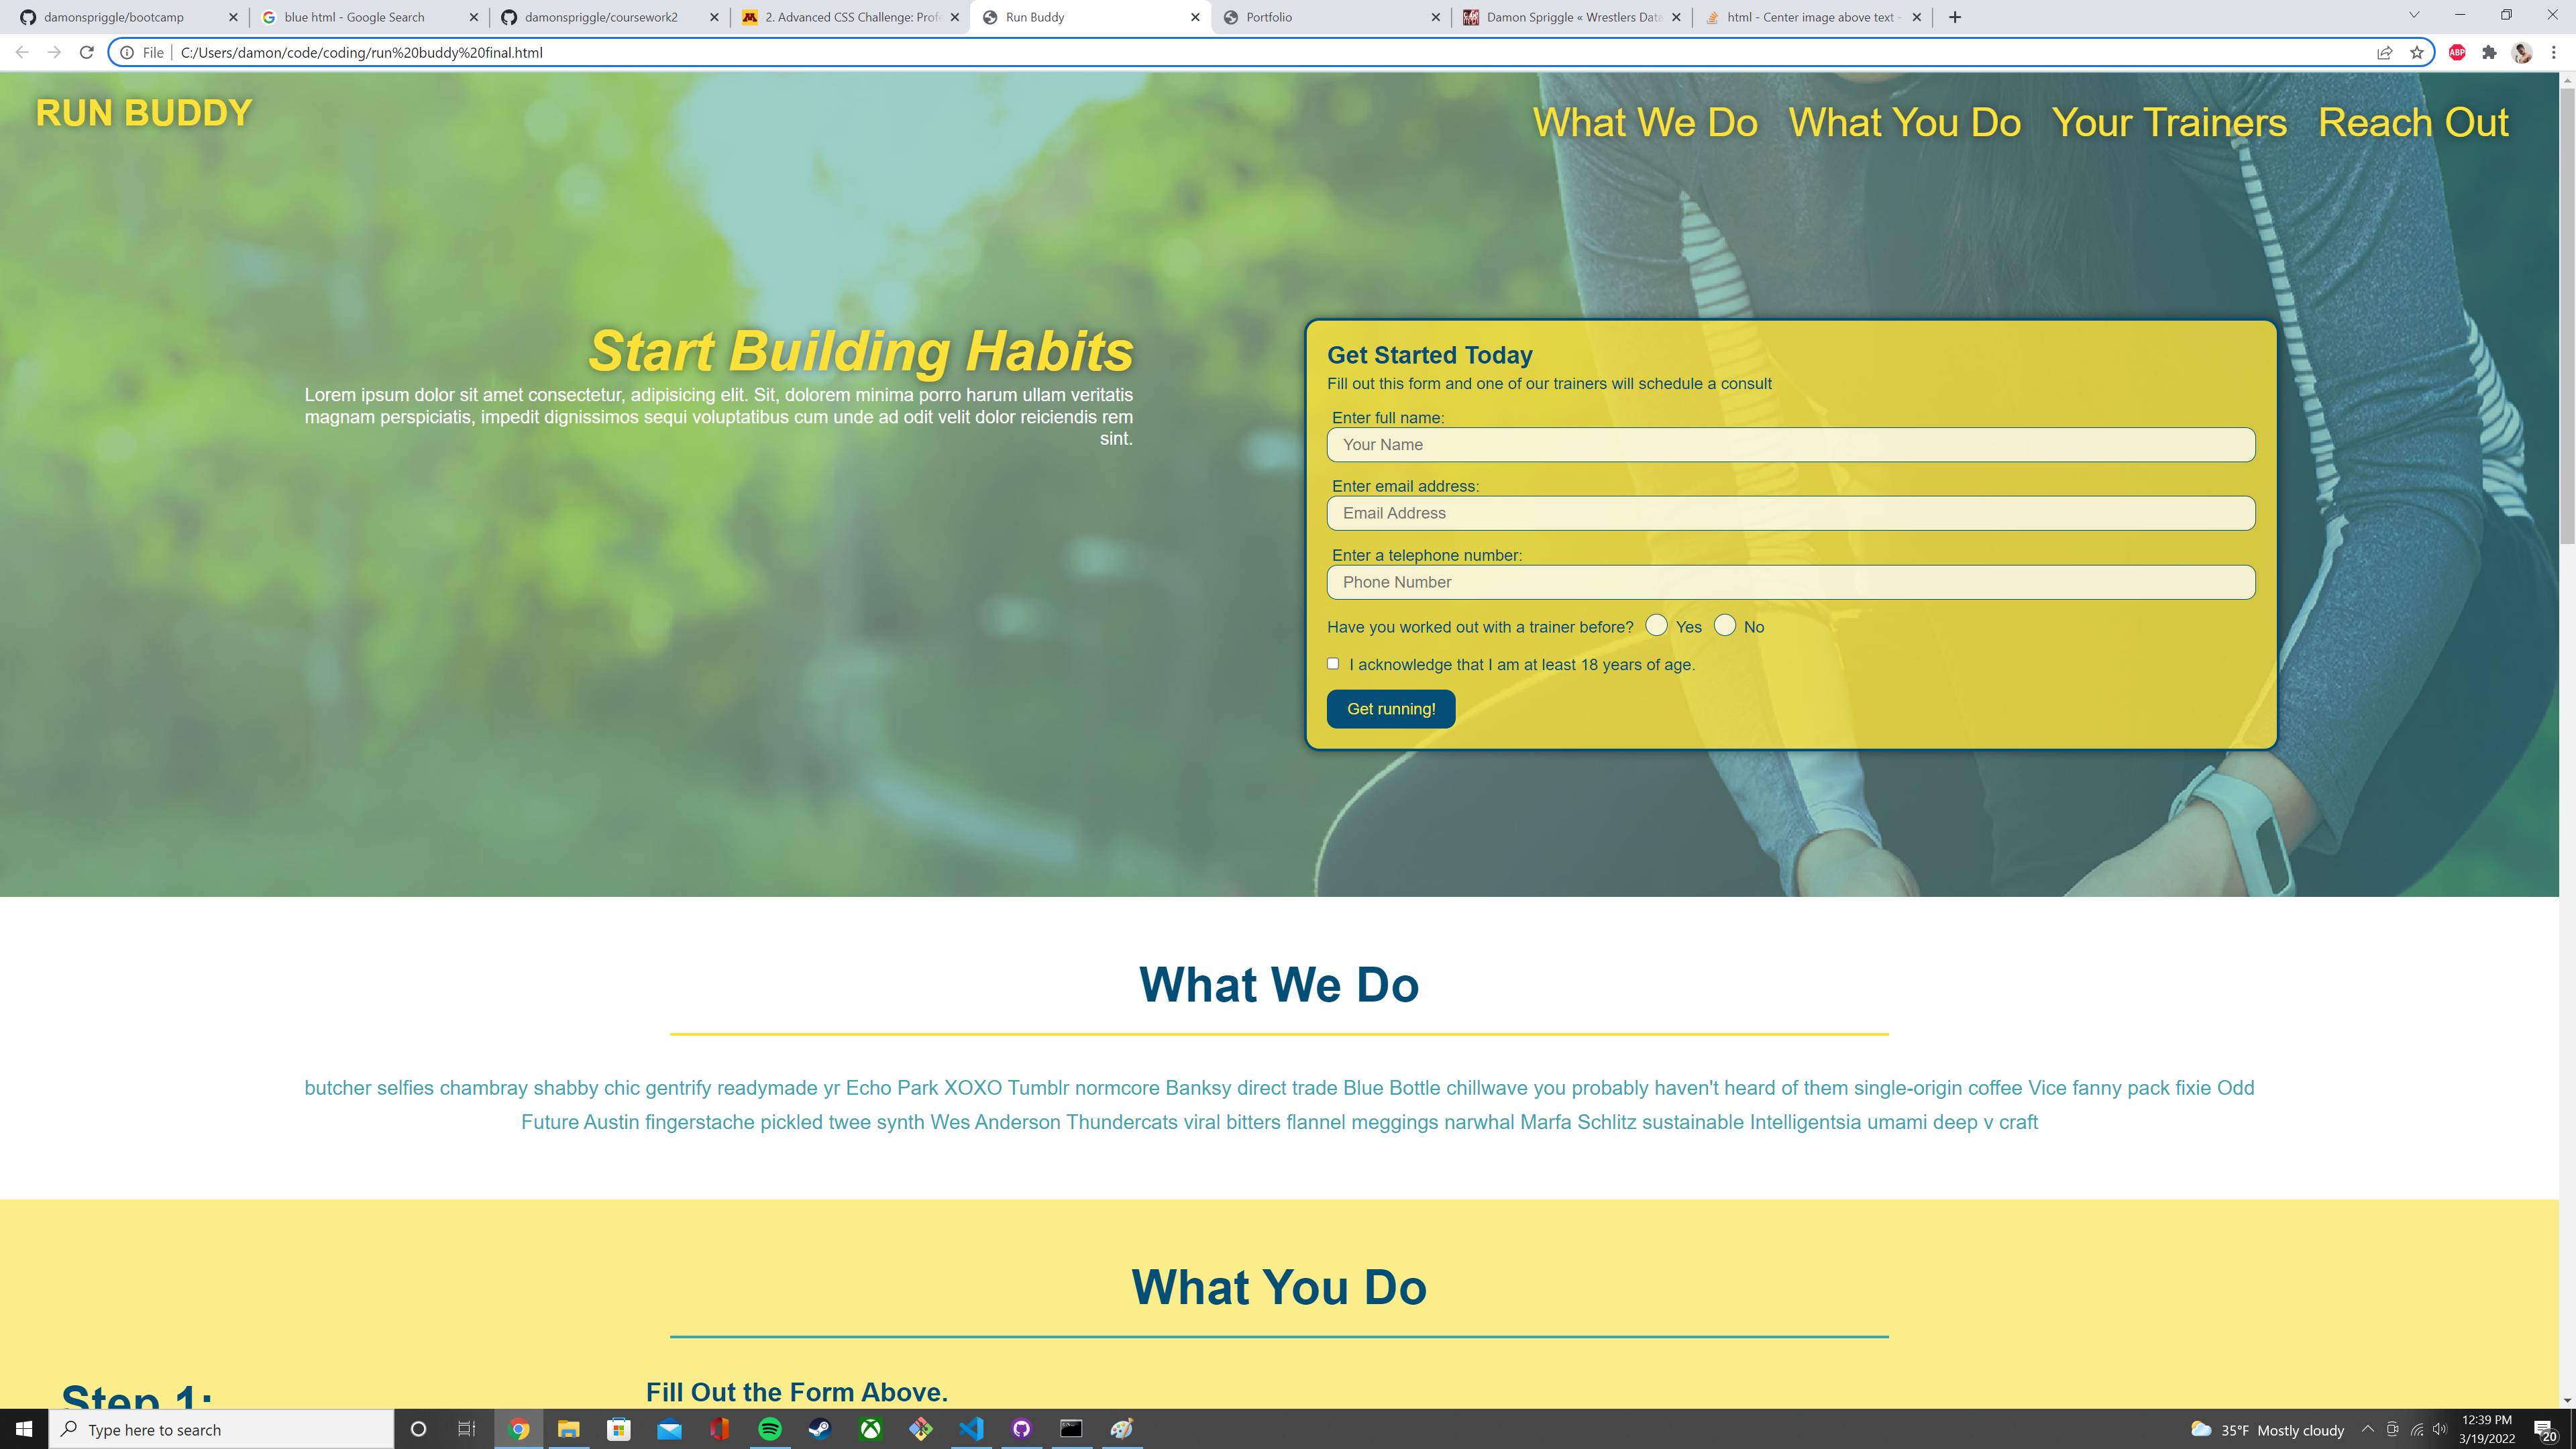 damonspriggle/bootcamp
blue html - Google Search
damonspriggle/coursework2
2. Advanced CSS Challenge: Prof
Run Buddy
Portfolio
Damon Spriggle « Wrestlers Data
html - Center image above text -
File | C:/Users/damon/code/coding/run%20buddy%20final.html
ABP
RUN BUDDY
What We Do What You Do Your Trainers Reach Out
Start Building Habits
Lorem ipsum dolor sit amet consectetur, adipisicing elit. Sit, dolorem minima porro harum ullam veritatis
magnam perspiciatis, impedit dignissimos sequi voluptatibus cum unde ad odit velit dolor reiciendis rem
sint.
Get Started Today
Fill out this form and one of our trainers will schedule a consult
Enter full name:
Your Name
Enter email address:
Email Address
Enter a telephone number:
Phone Number
Have you worked out with a trainer before? Yes No
I acknowledge that I am at least 18 years of age.
Get running!
What We Do
butcher selfies chambray shabby chic gentrify readymade yr Echo Park XOXO Tumblr normcore Banksy direct trade Blue Bottle chillwave you probably haven't heard of them single-origin coffee Vice fanny pack fixie Odd
Future Austin fingerstache pickled twee synth Wes Anderson Thundercats viral bitters flannel meggings narwhal Marfa Schlitz sustainable Intelligentsia umami deep v craft
What You Do
Step 1:
Fill Out the Form Above.
Type here to search
35°F Mostly cloudy
12:39 PM
3/19/2022
20